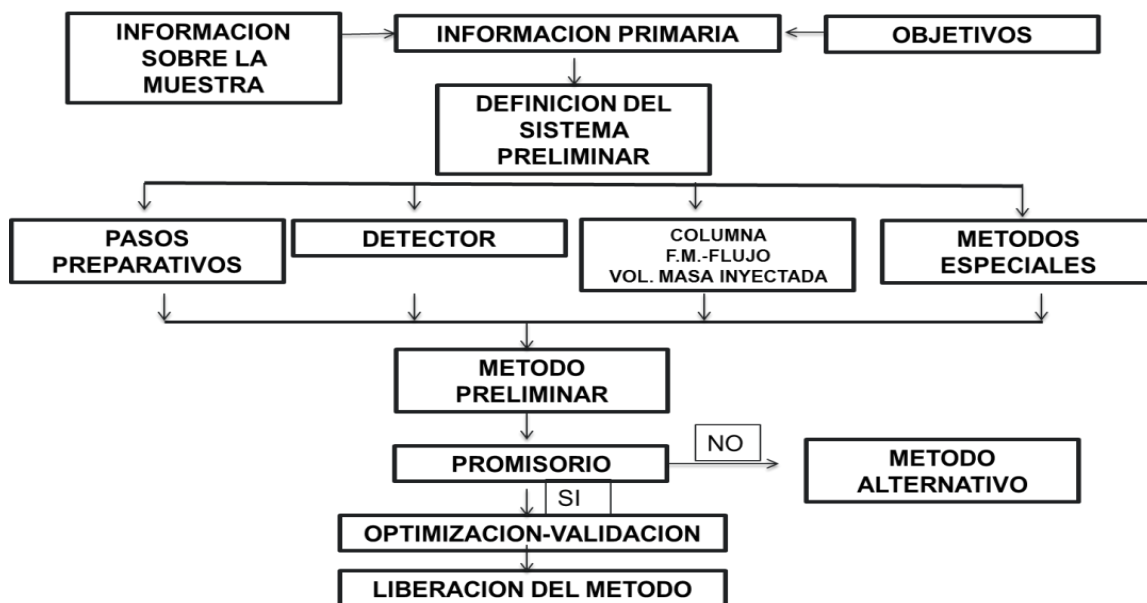 INFORMACION
SOBRE LA
MUESTRA
INFORMACION PRIMARIA
OBJETIVOS
DEFINICION DEL
SISTEMA
PRELIMINAR
PASOS
PREPARATIVOS
DETECTOR
COLUMNA
F.M.-FLUJO
VOL. MASA INYECTADA
METODOS
ESPECIALES
METODO
PRELIMINAR
PROMISORIO
NO
METODO
ALTERNATIVO
SI
OPTIMIZACION-VALIDACION
LIBERACION DEL METODO